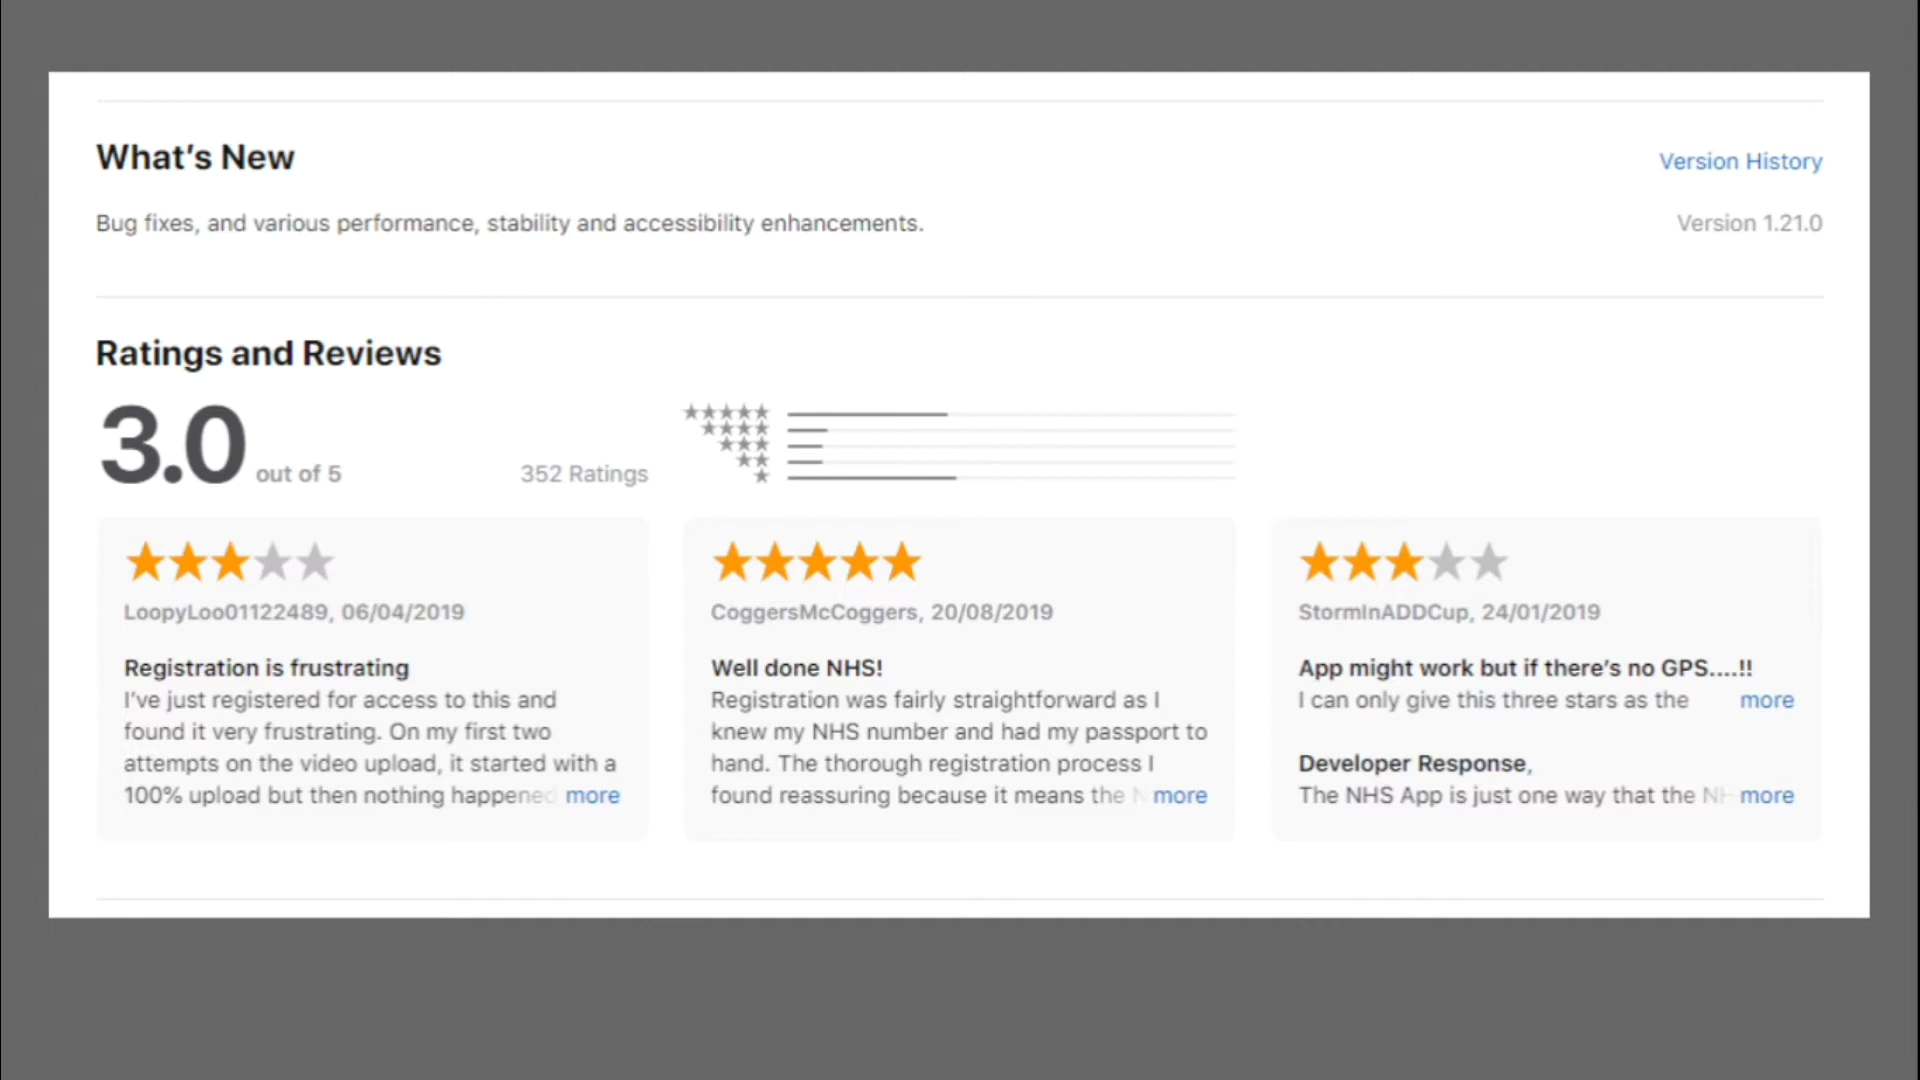 What's New
Version History
Bug fixes, and various performance, stability and accessibility enhancements.
Version 1.21.0
Ratings and Reviews
3.0 out of 5
352 Ratings
LoopyLoo01122489, 06/04/2019
Registration is frustrating
I've just registered for access to this and
found it very frustrating. On my first two
attempts on the video upload, it started with a
100% upload but then nothing happened more
CoggersMcCoggers, 20/08/2019
Well done NHS!
Registration was fairly straightforward as I
knew my NHS number and had my passport to
hand. The thorough registration process I
found reassuring because it means the more
StormInADDCup, 24/01/2019
App might work but if there's no GPS....!!
I can only give this three stars as the more
Developer Response,
The NHS App is just one way that the more